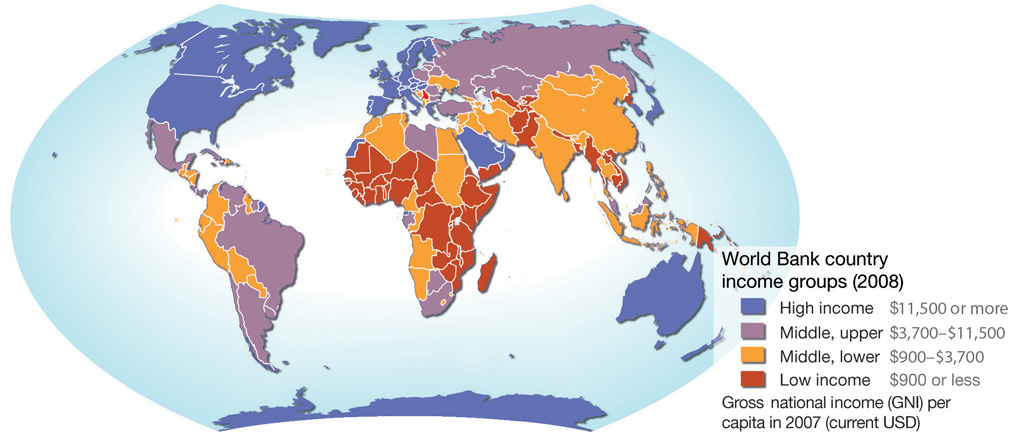 World Bank country
income groups (2008)
High income $11,500 or more
Middle, upper $3,700–$11,500
Middle, lower $900–$3,700
Low income $900 or less
Gross national income (GNI) per
capita in 2007 (current USD)